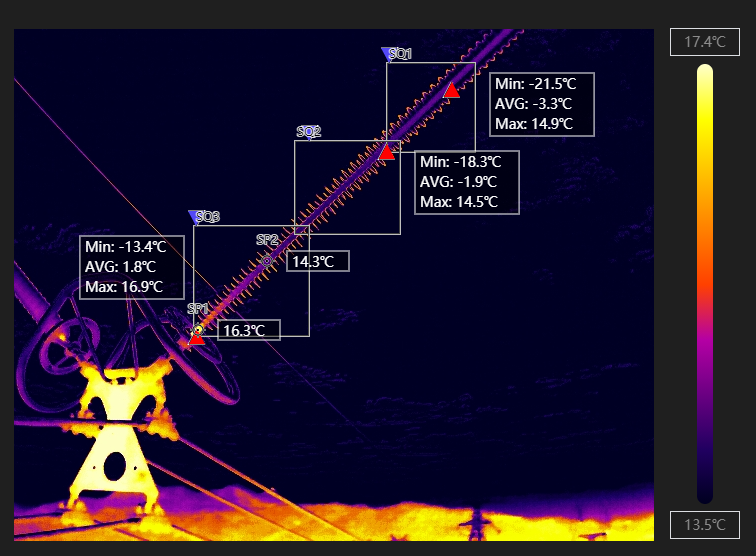 17.4℃
SQ1
Min: -21.5℃
AVG: -3.3℃
Max: 14.9℃
SQ2
Min: -18.3℃
AVG: -1.9℃
Max: 14.5℃
SQ3
Min: -13.4℃
AVG: 1.8℃
Max: 16.9℃
SP2
14.3℃
SP1
16.3℃
13.5℃